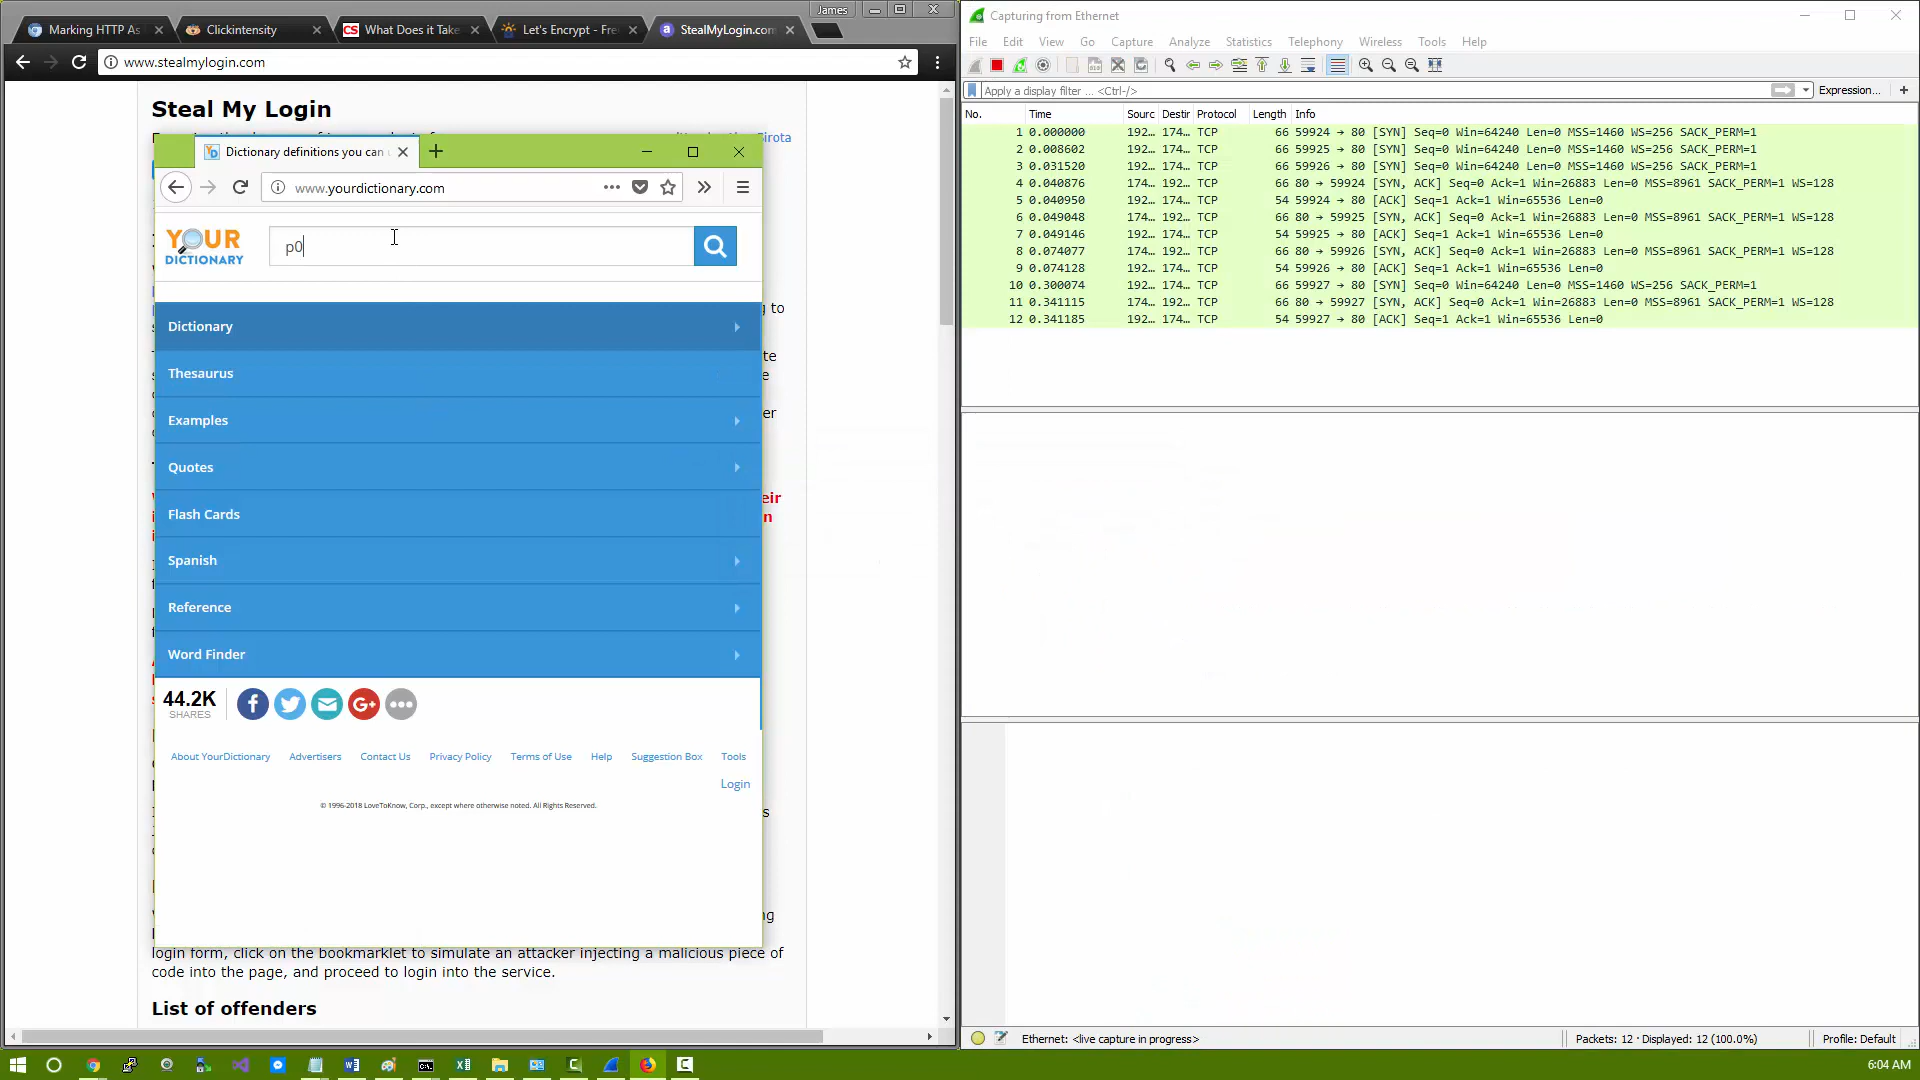 James
Marking HTTP As
Clickintensity
CS What Does it Take
Let's Encrypt - Fre
StealMyLogin.com
www.stealmylogin.com
Steal My Login
irota
Dictionary definitions you can
www.yourdictionary.com
YOUR
DICTIONARY
p0
Dictionary
Thesaurus
Examples
Quotes
Flash Cards
Spanish
Reference
Word Finder
44.2K
SHARES
About YourDictionary Advertisers Contact Us Privacy Policy Terms of Use Help Suggestion Box Tools
Login
© 1996-2018 LoveToKnow, Corp., except where otherwise noted. All Rights Reserved.
g to
te
e
er
eir
n
s
ng
login form, click on the bookmarklet to simulate an attacker injecting a malicious piece of
code into the page, and proceed to login into the service.
List of offenders
Capturing from Ethernet
File Edit View Go Capture Analyze Statistics Telephony Wireless Tools Help
Apply a display filter ... <Ctrl-/>
Expression... +
No. Time Sourc Destir Protocol Length Info
1 0.000000 192… 174… TCP 66 59924 → 80 [SYN] Seq=0 Win=64240 Len=0 MSS=1460 WS=256 SACK_PERM=1
2 0.008602 192… 174… TCP 66 59925 → 80 [SYN] Seq=0 Win=64240 Len=0 MSS=1460 WS=256 SACK_PERM=1
3 0.031520 192… 174… TCP 66 59926 → 80 [SYN] Seq=0 Win=64240 Len=0 MSS=1460 WS=256 SACK_PERM=1
4 0.040876 174… 192… TCP 66 80 → 59924 [SYN, ACK] Seq=0 Ack=1 Win=26883 Len=0 MSS=8961 SACK_PERM=1 WS=128
5 0.040950 192… 174… TCP 54 59924 → 80 [ACK] Seq=1 Ack=1 Win=65536 Len=0
6 0.049048 174… 192… TCP 66 80 → 59925 [SYN, ACK] Seq=0 Ack=1 Win=26883 Len=0 MSS=8961 SACK_PERM=1 WS=128
7 0.049146 192… 174… TCP 54 59925 → 80 [ACK] Seq=1 Ack=1 Win=65536 Len=0
8 0.074077 174… 192… TCP 66 80 → 59926 [SYN, ACK] Seq=0 Ack=1 Win=26883 Len=0 MSS=8961 SACK_PERM=1 WS=128
9 0.074128 192… 174… TCP 54 59926 → 80 [ACK] Seq=1 Ack=1 Win=65536 Len=0
10 0.300074 192… 174… TCP 66 59927 → 80 [SYN] Seq=0 Win=64240 Len=0 MSS=1460 WS=256 SACK_PERM=1
11 0.341115 174… 192… TCP 66 80 → 59927 [SYN, ACK] Seq=0 Ack=1 Win=26883 Len=0 MSS=8961 SACK_PERM=1 WS=128
12 0.341185 192… 174… TCP 54 59927 → 80 [ACK] Seq=1 Ack=1 Win=65536 Len=0
Ethernet: <live capture in progress>
Packets: 12 · Displayed: 12 (100.0%)
Profile: Default
6:04 AM